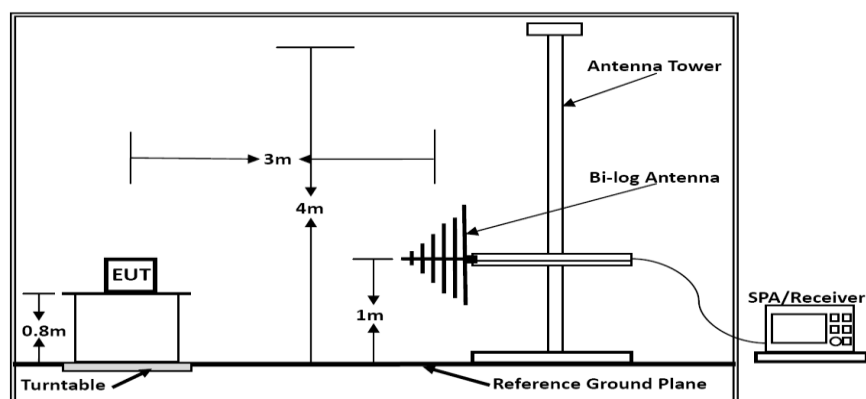 Antenna Tower
3m
Bi-log Antenna
4m
EUT
SPA/Receiver
0.8m
1m
Turntable
Reference Ground Plane